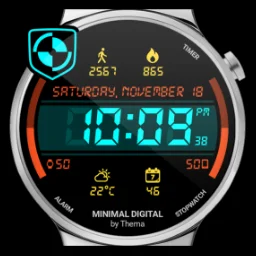 TIMER
2567 865
SATURDAY, NOVEMBER 18
10:09 PM 38
50 500
22°C 7 46
ALARM MINIMAL DIGITAL STOPWATCH
by Thema